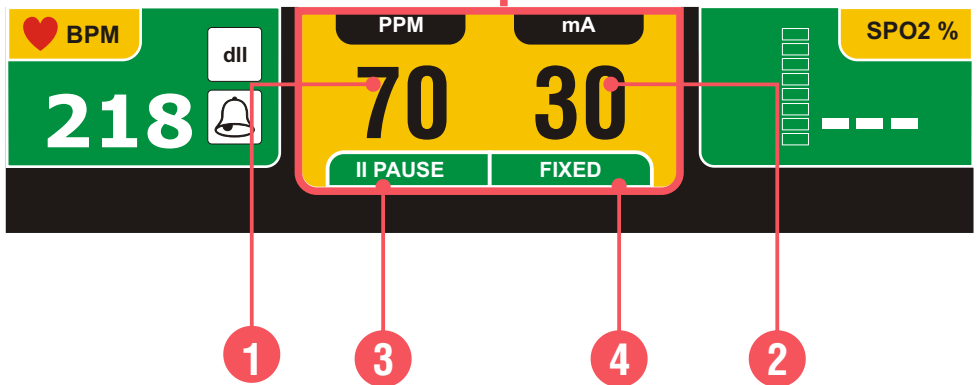 BPM
dII
218
PPM
mA
70
30
II PAUSE
FIXED
SPO2 %
---
1
3
4
2